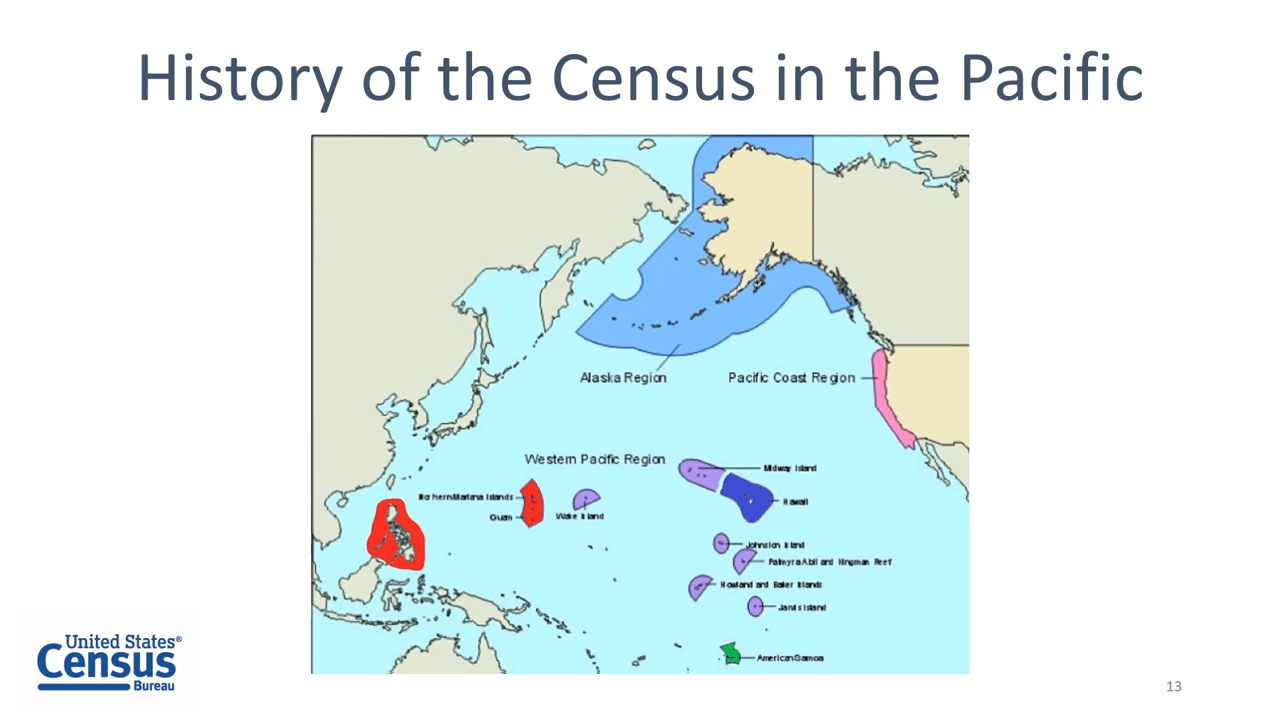 History of the Census in the Pacific
Alaska Region
Pacific Coast Region
Western Pacific Region
Midway Island
Northern Mariana Islands
Hawaii
Guam
Wake Island
Johnston Island
Palmyra Atoll and Kingman Reef
Howland and Baker Islands
Jarvis Island
American Samoa
United States®
Census
Bureau
13